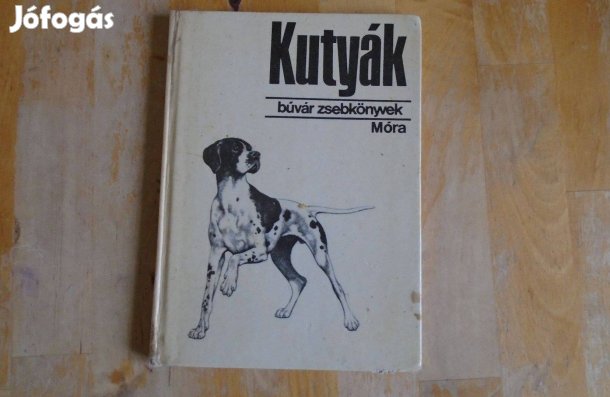 Jófogás
Kutyák
búvár zsebkönyvek
Móra